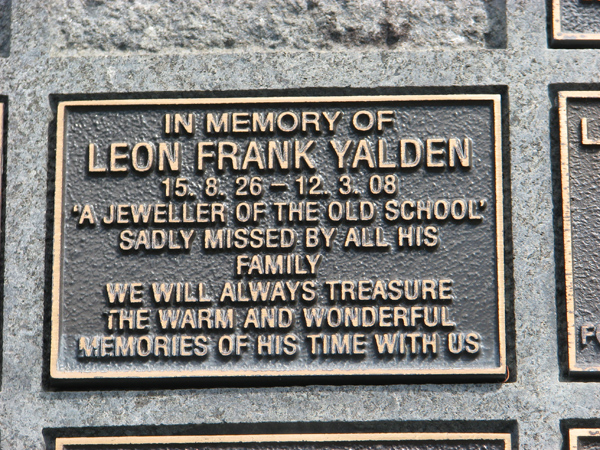 IN MEMORY OF
LEON FRANK YALDEN
15. 8. 26 – 12. 3. 08
'A JEWELLER OF THE OLD SCHOOL'
SADLY MISSED BY ALL HIS
FAMILY
WE WILL ALWAYS TREASURE
THE WARM AND WONDERFUL
MEMORIES OF HIS TIME WITH US